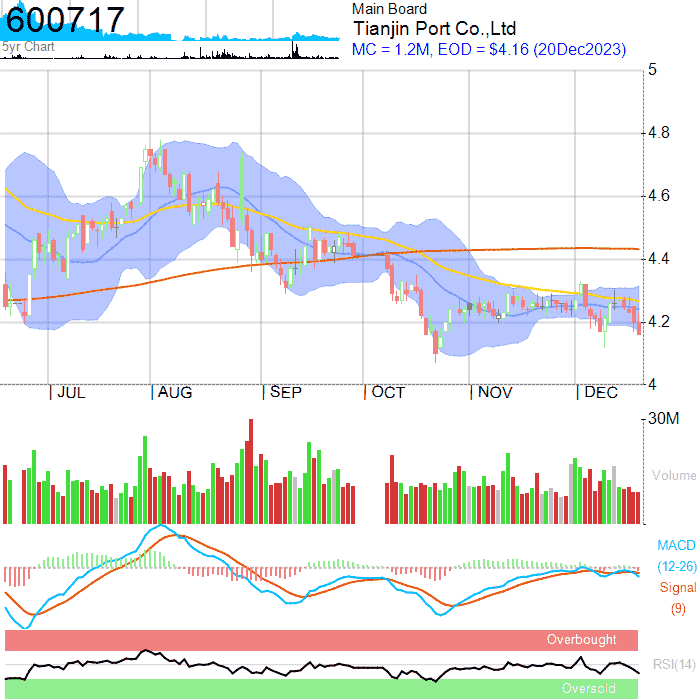 600717
5yr Chart
Main Board
Tianjin Port Co.,Ltd
MC = 1.2M, EOD = $4.16 (20Dec2023)
5
4.8
4.6
4.4
4.2
4
JUL
AUG
SEP
OCT
NOV
DEC
30M
Volume
MACD
(12-26)
Signal
(9)
Overbought
RSI(14)
Oversold